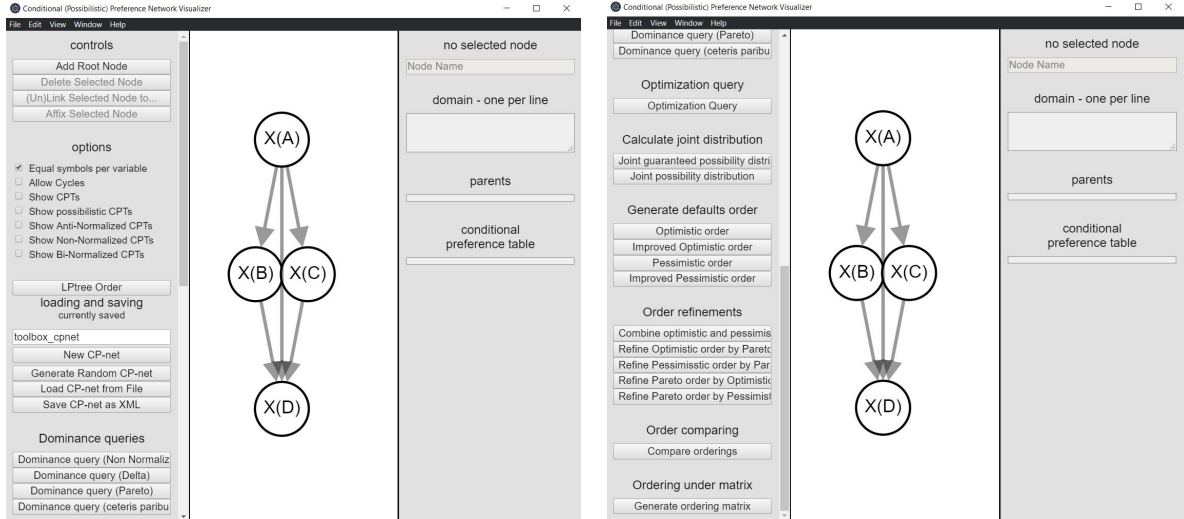 Conditional (Possibilistic) Preference Network Visualizer
File Edit View Window Help
controls
Add Root Node
Delete Selected Node
(Un)Link Selected Node to...
Affix Selected Node
options
Equal symbols per variable
Allow Cycles
Show CPTs
Show possibilistic CPTs
Show Anti-Normalized CPTs
Show Non-Normalized CPTs
Show Bi-Normalized CPTs
LPtree Order
loading and saving
currently saved
toolbox_cpnet
New CP-net
Generate Random CP-net
Load CP-net from File
Save CP-net as XML
Dominance queries
Dominance query (Non Normaliz
Dominance query (Delta)
Dominance query (Pareto)
Dominance query (ceteris paribu
X(A)
X(B) X(C)
X(D)
no selected node
Node Name
domain - one per line
parents
conditional
preference table
Conditional (Possibilistic) Preference Network Visualizer
File Edit View Window Help
Dominance query (Pareto)
Dominance query (ceteris paribu
Optimization query
Optimization Query
Calculate joint distribution
Joint guaranteed possibility distri
Joint possibility distribution
Generate defaults order
Optimistic order
Improved Optimistic order
Pessimistic order
Improved Pessimistic order
Order refinements
Combine optimistic and pessimis
Refine Optimistic order by Pareto
Refine Pessimisstic order by Par
Refine Pareto order by Optimistic
Refine Pareto order by Pessimist
Order comparing
Compare orderings
Ordering under matrix
Generate ordering matrix
X(A)
X(B) X(C)
X(D)
no selected node
Node Name
domain - one per line
parents
conditional
preference table